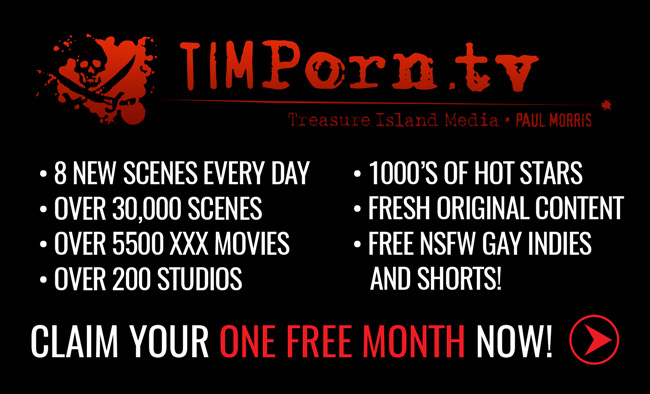 TIMPorn.tv
Treasure Island Media • PAUL MORRIS
• 8 NEW SCENES EVERY DAY
• OVER 30,000 SCENES
• OVER 5500 XXX MOVIES
• OVER 200 STUDIOS
• 1000'S OF HOT STARS
• FRESH ORIGINAL CONTENT
• FREE NSFW GAY INDIES
AND SHORTS!
CLAIM YOUR ONE FREE MONTH NOW!